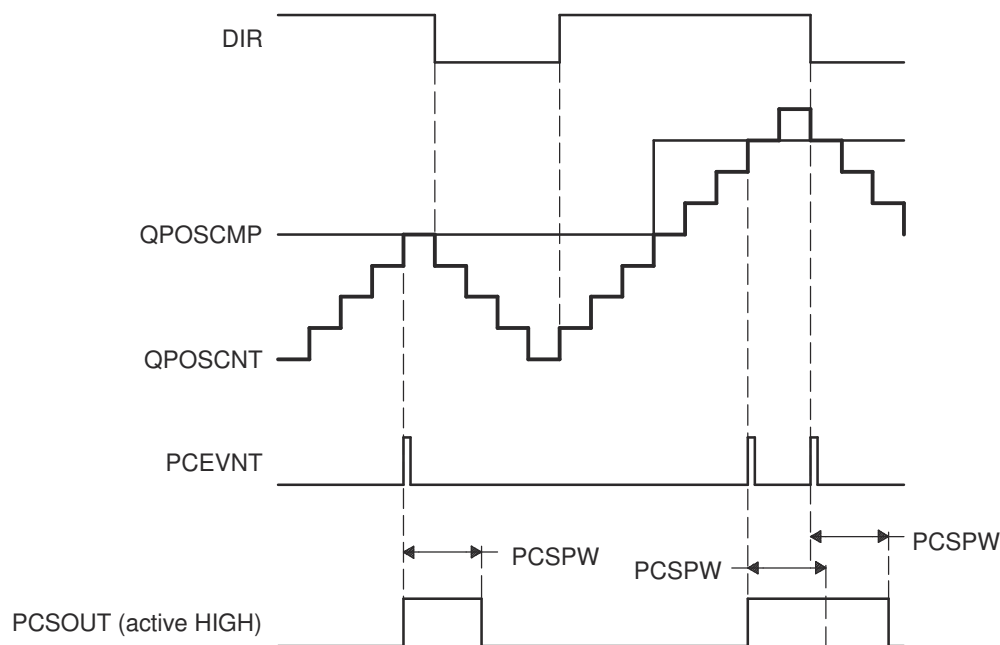 DIR
QPOSCMP
QPOSCNT
PCEVNT
PCSPW
PCSPW
PCSPW
PCSOUT (active HIGH)